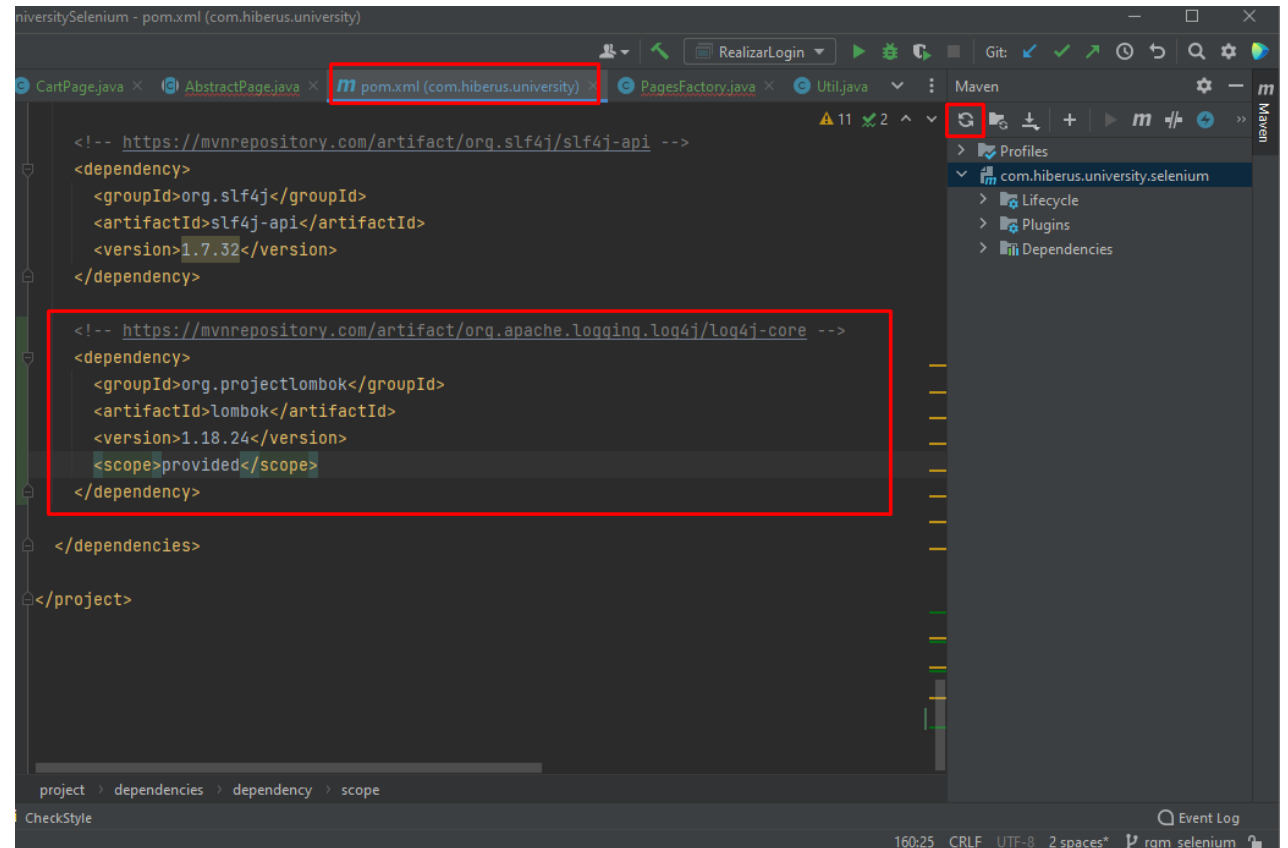 niversitySelenium - pom.xml (com.hiberus.university)
RealizarLogin
Git:
CartPage.java
AbstractPage.java
m pom.xml (com.hiberus.university)
PagesFactory.java
Util.java
Maven
11 2
<!-- https://mvnrepository.com/artifact/org.slf4j/slf4j-api -->
<dependency>
<groupId>org.slf4j</groupId>
<artifactId>slf4j-api</artifactId>
<version>1.7.32</version>
</dependency>
<!-- https://mvnrepository.com/artifact/org.apache.logging.log4j/log4j-core -->
<dependency>
<groupId>org.projectlombok</groupId>
<artifactId>lombok</artifactId>
<version>1.18.24</version>
<scope>provided</scope>
</dependency>
</dependencies>
</project>
Profiles
com.hiberus.university.selenium
Lifecycle
Plugins
Dependencies
m
Maven
project > dependencies > dependency > scope
CheckStyle
Event Log
160:25 CRLF UTF-8 2 spaces* rgm_selenium